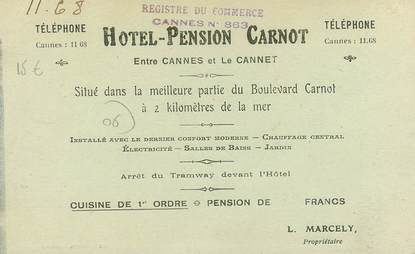 11.68
REGISTRE DU COMMERCE
CANNES N° 863
TÉLÉPHONE
Cannes : 11.68
HOTEL-PENSION CARNOT
TÉLÉPHONE
Cannes : 11.68
Entre CANNES et Le CANNET
15 €
Situé dans la meilleure partie du Boulevard Carnot
à 2 kilomètres de la mer
06
INSTALLÉ AVEC LE DERNIER CONFORT MODERNE — CHAUFFAGE CENTRAL
ÉLECTRICITÉ — SALLES DE BAINS — JARDIN
Arrêt du Tramway devant l'Hôtel
CUISINE DE 1er ORDRE PENSION DE FRANCS
L. MARCELY,
Propriétaire